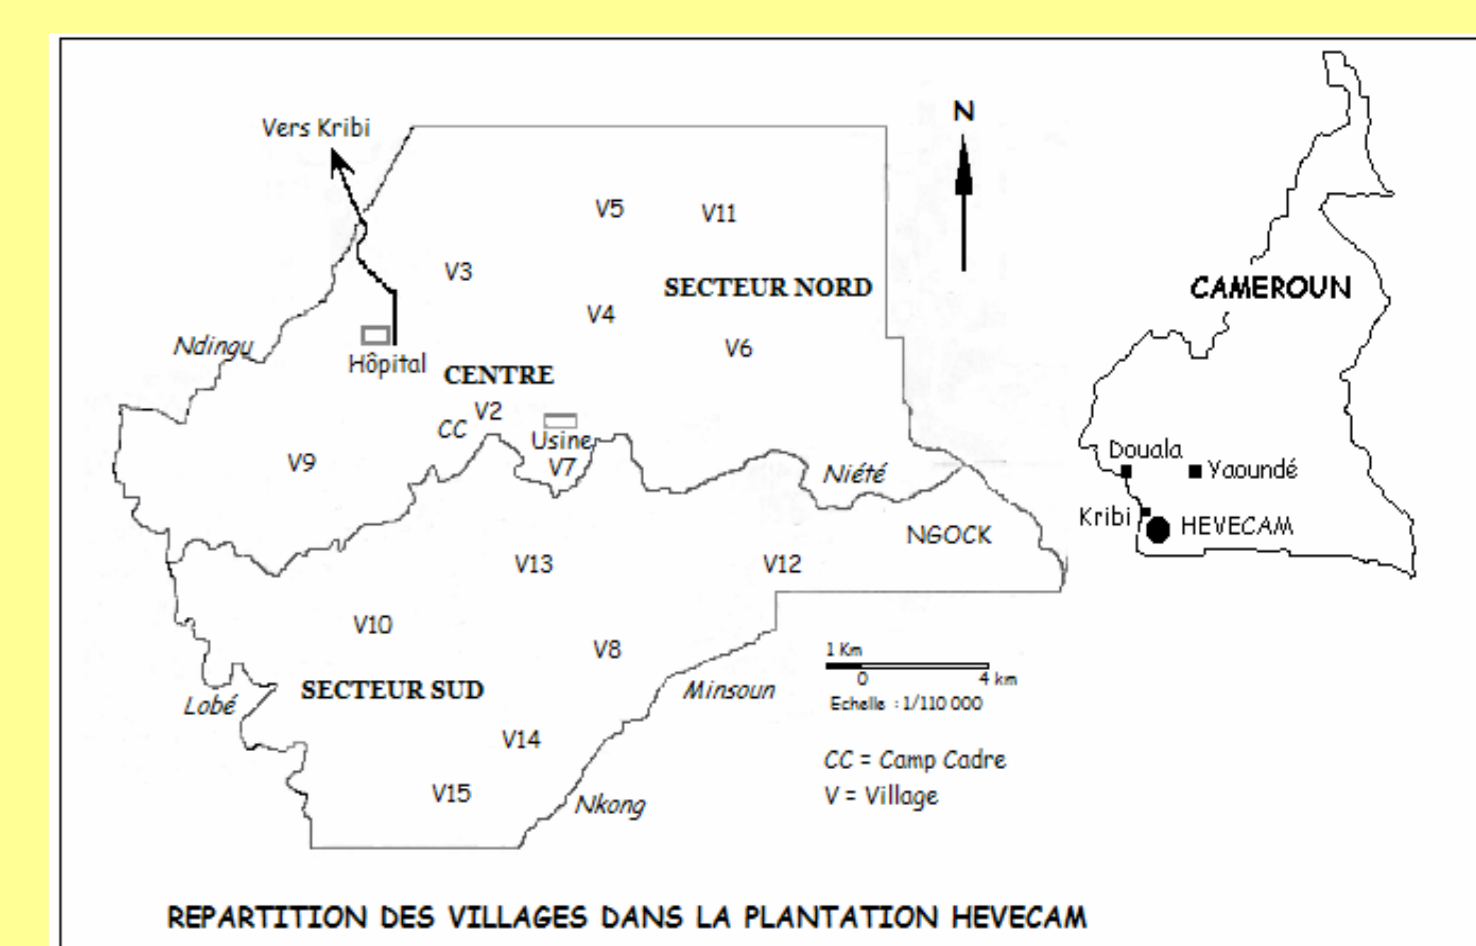 N
Vers Kribi
V5
V11
V3
SECTEUR NORD
CAMEROUN
V4
Ndingu
V6
Hôpital
CENTRE
V2
CC
Usine
Douala
V9
V7
Niété
Yaoundé
Kribi
HEVECAM
NGOCK
V13
V12
V10
V8
1 Km
0
4 km
SECTEUR SUD
Minsoun
Lobé
Echelle : 1/110 000
V14
CC = Camp Cadre
V15
V = Village
Nkong
REPARTITION DES VILLAGES DANS LA PLANTATION HEVECAM